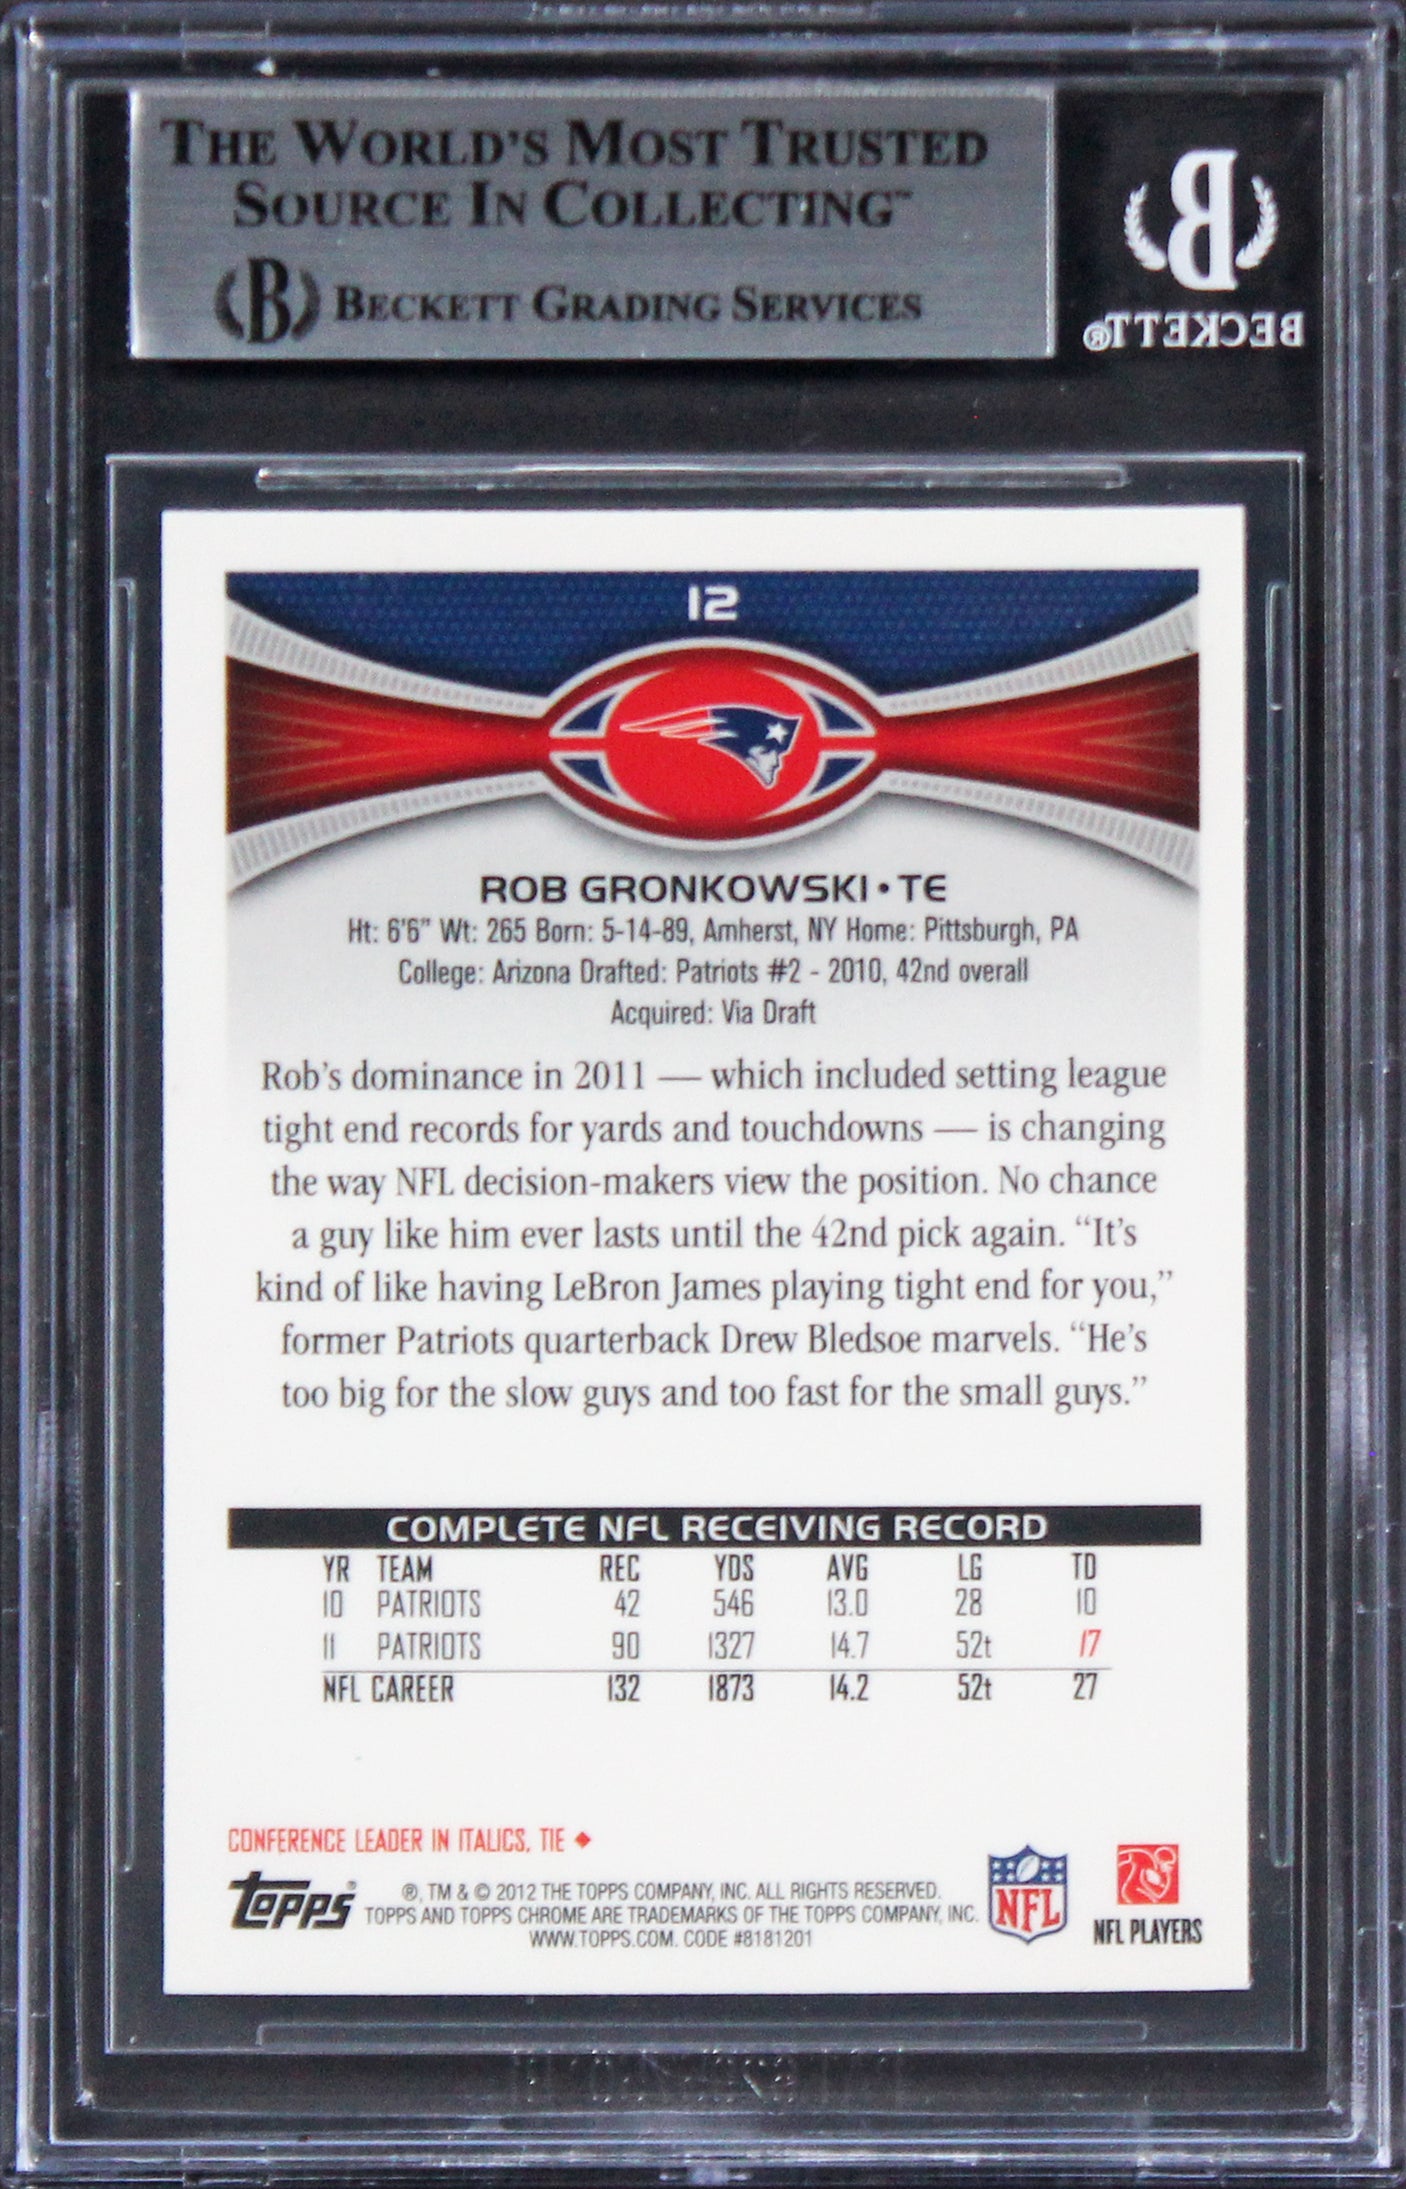 THE WORLD'S MOST TRUSTED
SOURCE IN COLLECTING™
B BECKETT GRADING SERVICES
B
BECKETT®
12
ROB GRONKOWSKI • TE
Ht: 6'6" Wt: 265 Born: 5-14-89, Amherst, NY Home: Pittsburgh, PA
College: Arizona Drafted: Patriots #2 - 2010, 42nd overall
Acquired: Via Draft
Rob's dominance in 2011 — which included setting league
tight end records for yards and touchdowns — is changing
the way NFL decision-makers view the position. No chance
a guy like him ever lasts until the 42nd pick again. “It's
kind of like having LeBron James playing tight end for you,”
former Patriots quarterback Drew Bledsoe marvels. “He's
too big for the slow guys and too fast for the small guys.”
COMPLETE NFL RECEIVING RECORD
YR TEAM REC YDS AVG LG TD
10 PATRIOTS 42 546 13.0 28 10
11 PATRIOTS 90 1327 14.7 52t 17
NFL CAREER 132 1873 14.2 52t 27
CONFERENCE LEADER IN ITALICS, TIE ♦
Topps®
®, TM & © 2012 THE TOPPS COMPANY, INC. ALL RIGHTS RESERVED.
TOPPS AND TOPPS CHROME ARE TRADEMARKS OF THE TOPPS COMPANY, INC.
WWW.TOPPS.COM. CODE #8181201
NFL
NFL PLAYERS